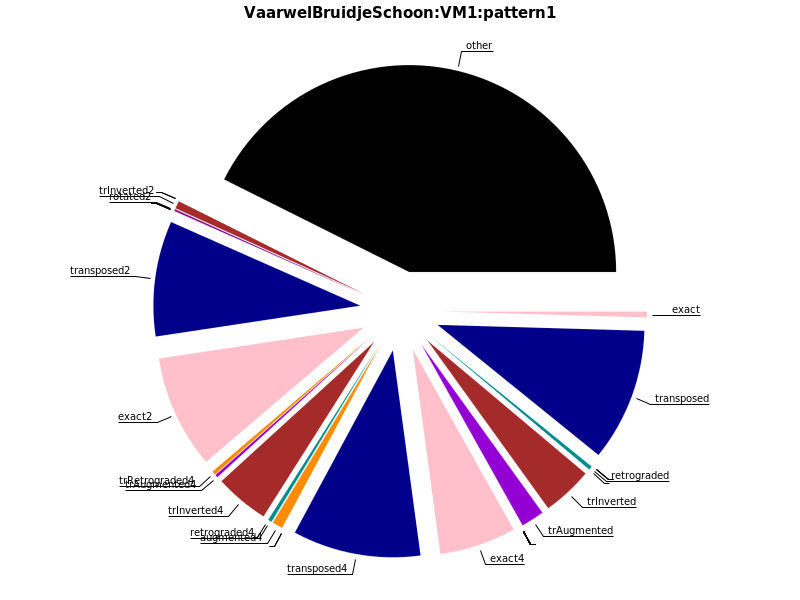 VaarwelBruidjeSchoon:VM1:pattern1
other
trInverted2
rotated2
transposed2
exact
transposed
exact2
trRetrograded4
trAugmented4
retrograded
trInverted
trInverted4
trAugmented
retrograded4
augmented4
exact4
transposed4